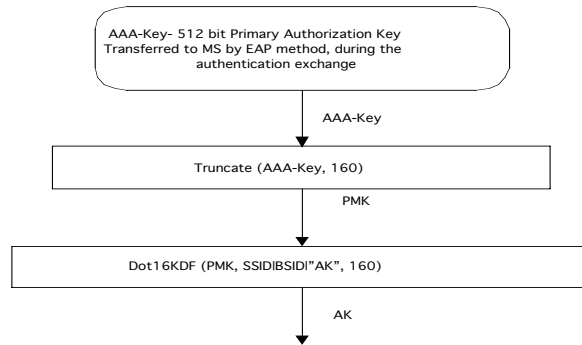 AAA-Key- 512 bit Primary Authorization Key
Transferred to MS by EAP method, during the
authentication exchange
AAA-Key
Truncate (AAA-Key, 160)
PMK
Dot16KDF (PMK, SSID|BSID|"AK", 160)
AK